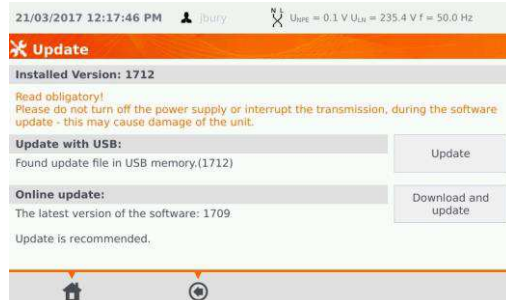 21/03/2017 12:17:46 PM jbury N L UNPE = 0.1 V ULN = 235.4 V f = 50.0 Hz
Update
Installed Version: 1712
Read obligatory!
Please do not turn off the power supply or interrupt the transmission, during the software
update - this may cause damage of the unit.
Update with USB:
Found update file in USB memory.(1712)
Update
Online update:
The latest version of the software: 1709
Update is recommended.
Download and
update